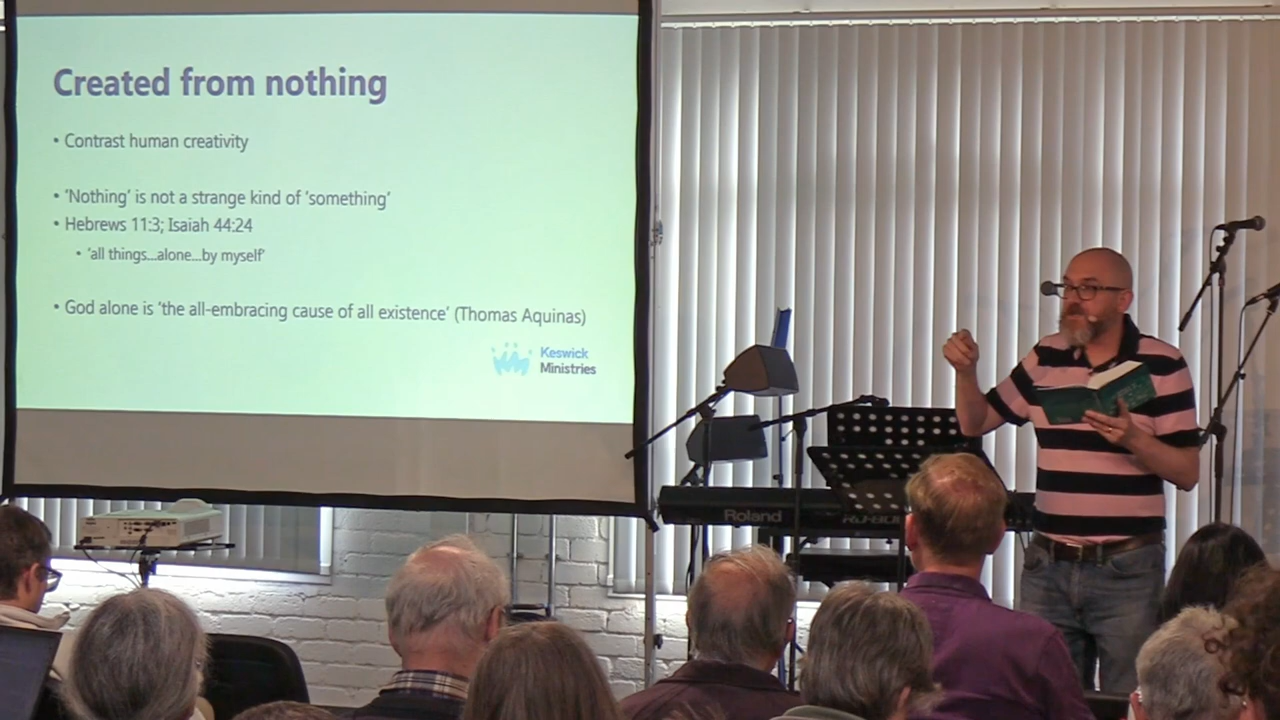 Created from nothing
• Contrast human creativity
• 'Nothing' is not a strange kind of 'something'
• Hebrews 11:3; Isaiah 44:24
• 'all things...alone...by myself'
• God alone is 'the all-embracing cause of all existence' (Thomas Aquinas)
Keswick
Ministries
Roland